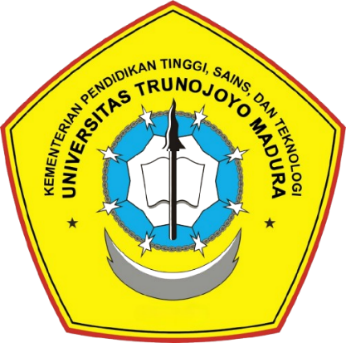 KEMENTERIAN PENDIDIKAN TINGGI, SAINS, DAN TEKNOLOGI
UNIVERSITAS TRUNOJOYO MADURA